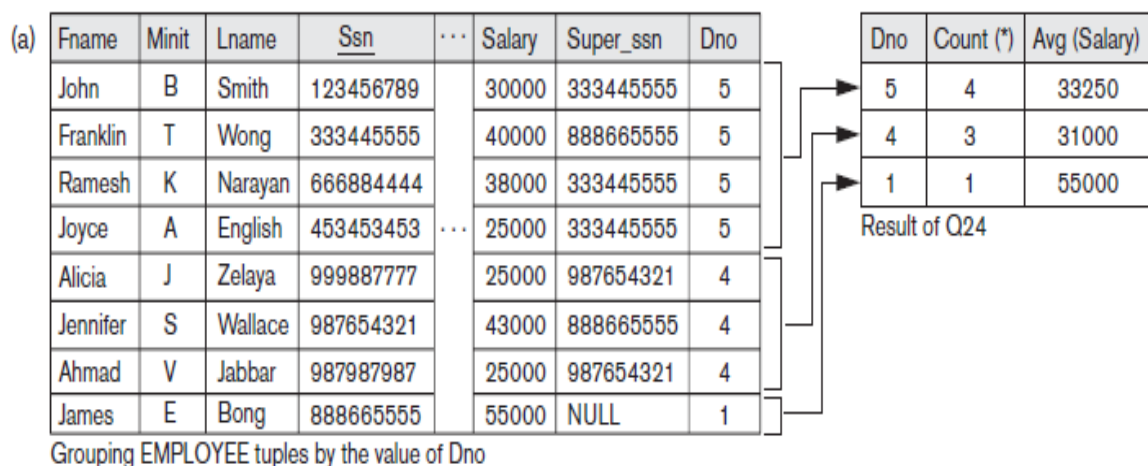 (a) Fname Minit Lname Ssn ... Salary Super_ssn Dno Dno Count (*) Avg (Salary)
John B Smith 123456789 30000 333445555 5 5 4 33250
Franklin T Wong 333445555 40000 888665555 5 4 3 31000
Ramesh K Narayan 666884444 38000 333445555 5 1 1 55000
Joyce A English 453453453 ... 25000 333445555 5 Result of Q24
Alicia J Zelaya 999887777 25000 987654321 4
Jennifer S Wallace 987654321 43000 888665555 4
Ahmad V Jabbar 987987987 25000 987654321 4
James E Bong 888665555 55000 NULL 1
Grouping EMPLOYEE tuples by the value of Dno